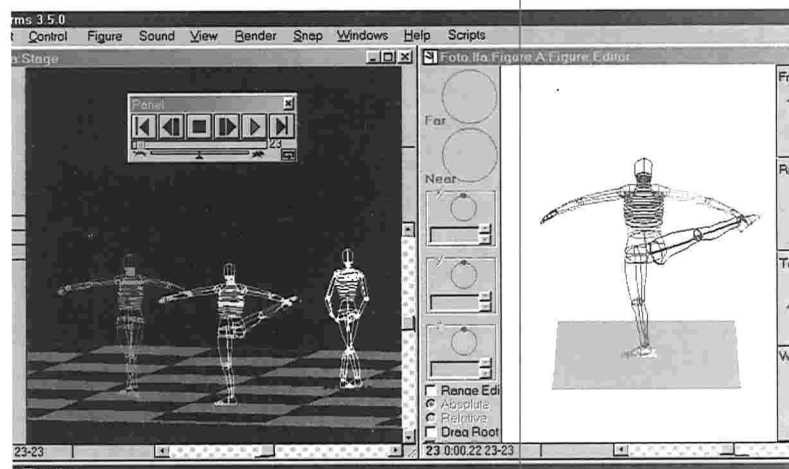 rms 3.5.0
t Control Figure Sound View Render Snap Windows Help Scripts
a Stage
Foto.lfa Figure A Figure Editor
Panel
23
Far
Near
x
y
z
Range Edi
Absolute
Relative
Drag Root
23-23
23 0:00.22 23-23